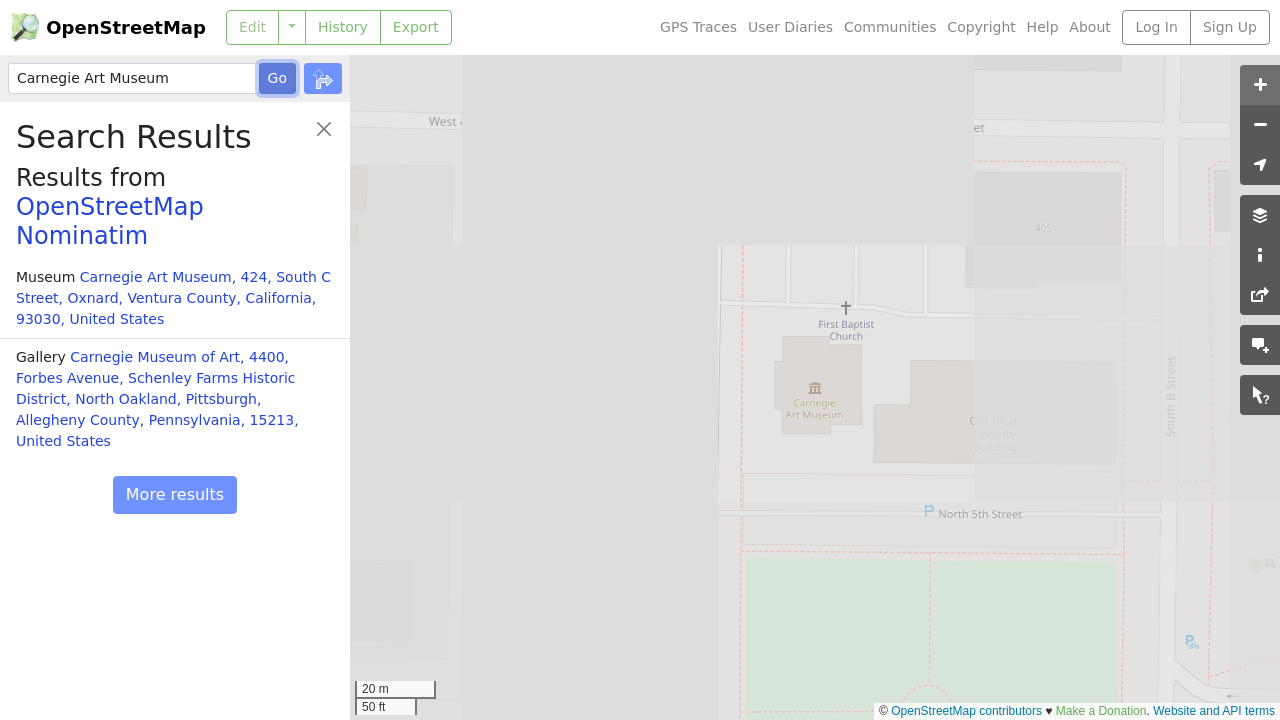 OpenStreetMap
Edit
History
Export
GPS Traces
User Diaries
Communities
Copyright
Help
About
Log In
Sign Up
Carnegie Art Museum
Go
Search Results
Results from
OpenStreetMap
Nominatim
Museum Carnegie Art Museum, 424, South C
Street, Oxnard, Ventura County, California,
93030, United States
Gallery Carnegie Museum of Art, 4400,
Forbes Avenue, Schenley Farms Historic
District, North Oakland, Pittsburgh,
Allegheny County, Pennsylvania, 15213,
United States
More results
West
et
405
First Baptist
Church
Carnegie
Art Museum
Old Social
Security
Building
South B Street
P North 5th Street
P
20 m
50 ft
© OpenStreetMap contributors ♥ Make a Donation. Website and API terms